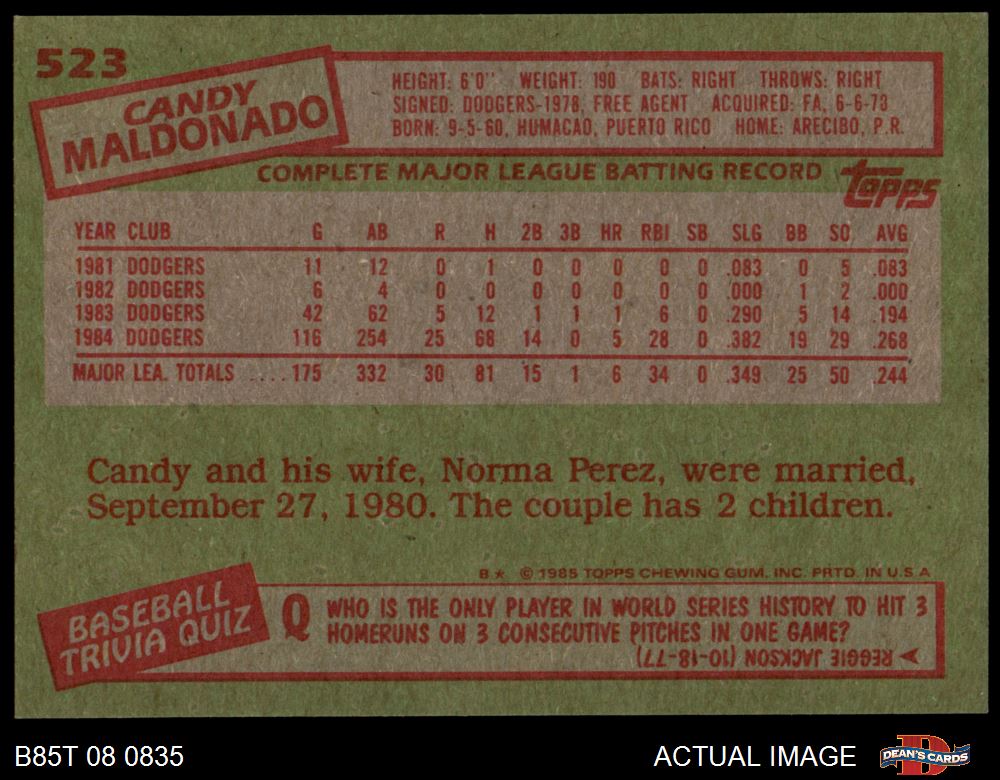 523
CANDY
MALDONADO
HEIGHT: 6'0" WEIGHT: 190 BATS: RIGHT THROWS: RIGHT
SIGNED: DODGERS-1978, FREE AGENT ACQUIRED: FA, 6-6-78
BORN: 9-5-60, HUMACAO, PUERTO RICO HOME: ARECIBO, P.R.
COMPLETE MAJOR LEAGUE BATTING RECORD
topps
YEAR CLUB G AB R H 2B 3B HR RBI SB SLG BB SO AVG
1981 DODGERS 11 12 0 1 0 0 0 0 0 .083 0 5 .083
1982 DODGERS 6 4 0 0 0 0 0 0 0 .000 1 2 .000
1983 DODGERS 42 62 5 12 1 1 1 6 0 .290 5 14 .194
1984 DODGERS 116 254 25 68 14 0 5 28 0 .382 19 29 .268
MAJOR LEA. TOTALS .... 175 332 30 81 15 1 6 34 0 .349 25 50 .244
Candy and his wife, Norma Perez, were married,
September 27, 1980. The couple has 2 children.
B* © 1985 TOPPS CHEWING GUM, INC. PRTD. IN U.S.A
BASEBALL
TRIVIA QUIZ
Q WHO IS THE ONLY PLAYER IN WORLD SERIES HISTORY TO HIT 3
HOMERUNS ON 3 CONSECUTIVE PITCHES IN ONE GAME?
REGGIE JACKSON (10-18-77)
B85T 08 0835
ACTUAL IMAGE
D
DEAN'S CARDS